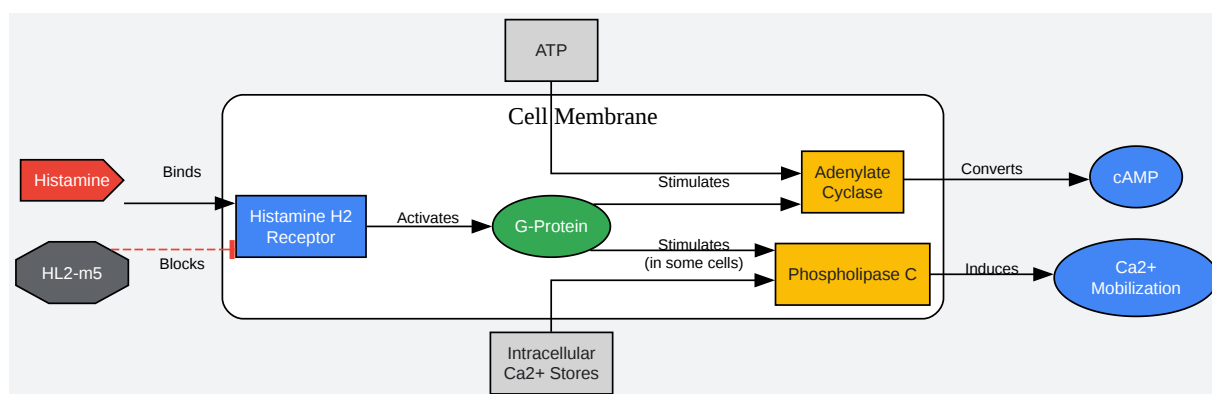 ATP
Cell Membrane
Histamine
Binds
Histamine H2
Receptor
Activates
G-Protein
Stimulates
Adenylate
Cyclase
Converts
cAMP
HL2-m5
Blocks
Stimulates
(in some cells)
Phospholipase C
Induces
Ca2+
Mobilization
Intracellular
Ca2+ Stores